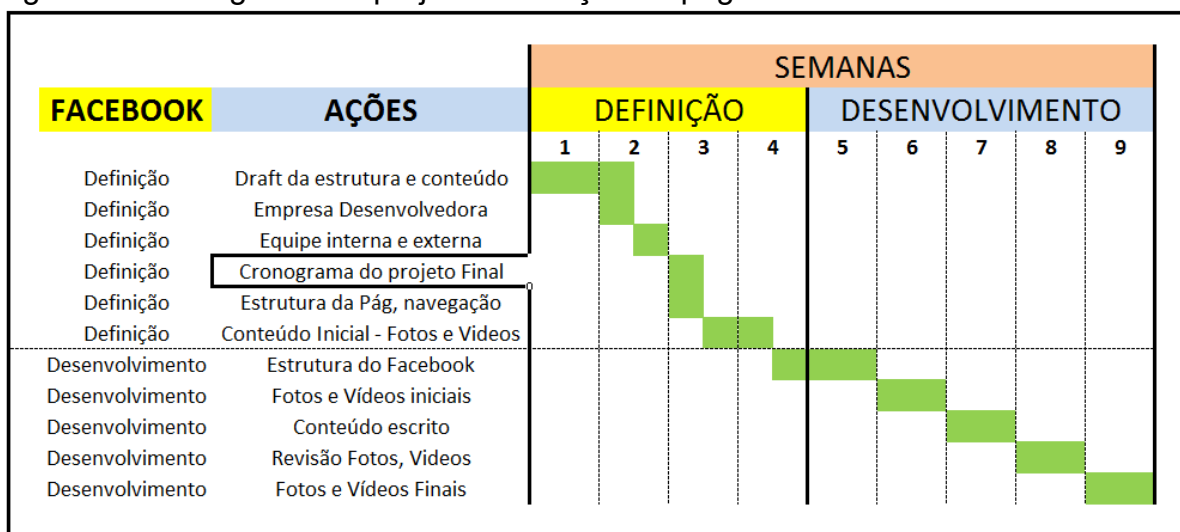 SEMANAS
FACEBOOK AÇÕES DEFINIÇÃO DESENVOLVIMENTO
1 2 3 4 5 6 7 8 9
Definição Draft da estrutura e conteúdo
Definição Empresa Desenvolvedora
Definição Equipe interna e externa
Definição Cronograma do projeto Final
Definição Estrutura da Pág, navegação
Definição Conteúdo Inicial - Fotos e Videos
Desenvolvimento Estrutura do Facebook
Desenvolvimento Fotos e Vídeos iniciais
Desenvolvimento Conteúdo escrito
Desenvolvimento Revisão Fotos, Videos
Desenvolvimento Fotos e Vídeos Finais